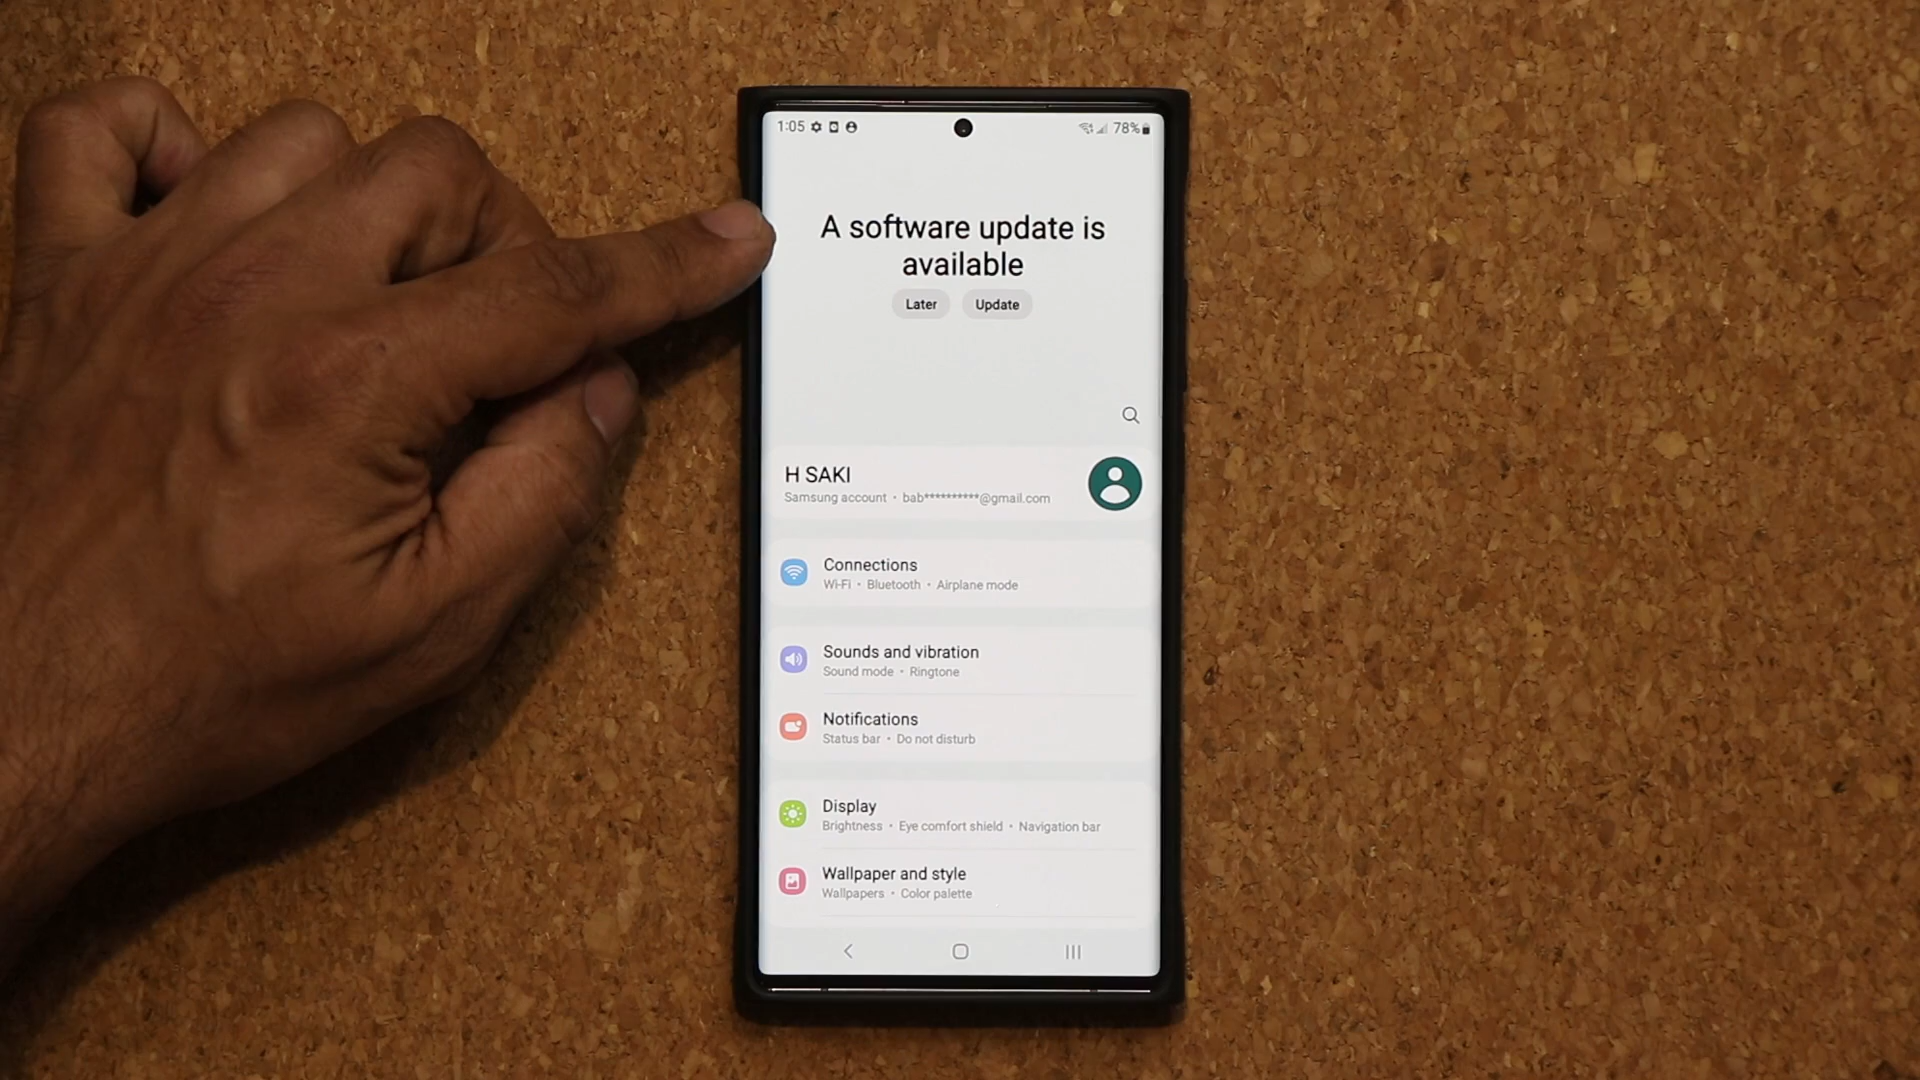 1:05
78%
A software update is
available
Later Update
H SAKI
Samsung account • bab**********@gmail.com
Connections
Wi-Fi • Bluetooth • Airplane mode
Sounds and vibration
Sound mode • Ringtone
Notifications
Status bar • Do not disturb
Display
Brightness • Eye comfort shield • Navigation bar
Wallpaper and style
Wallpapers • Color palette